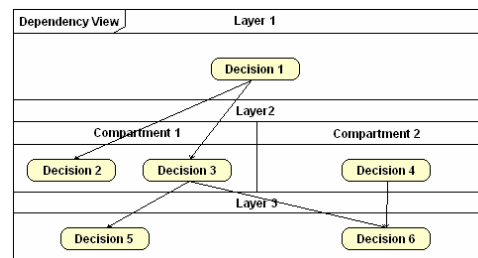 Dependency View
Layer 1
Decision 1
Layer2
Compartment 1
Compartment 2
Decision 2
Decision 3
Decision 4
Layer 3
Decision 5
Decision 6